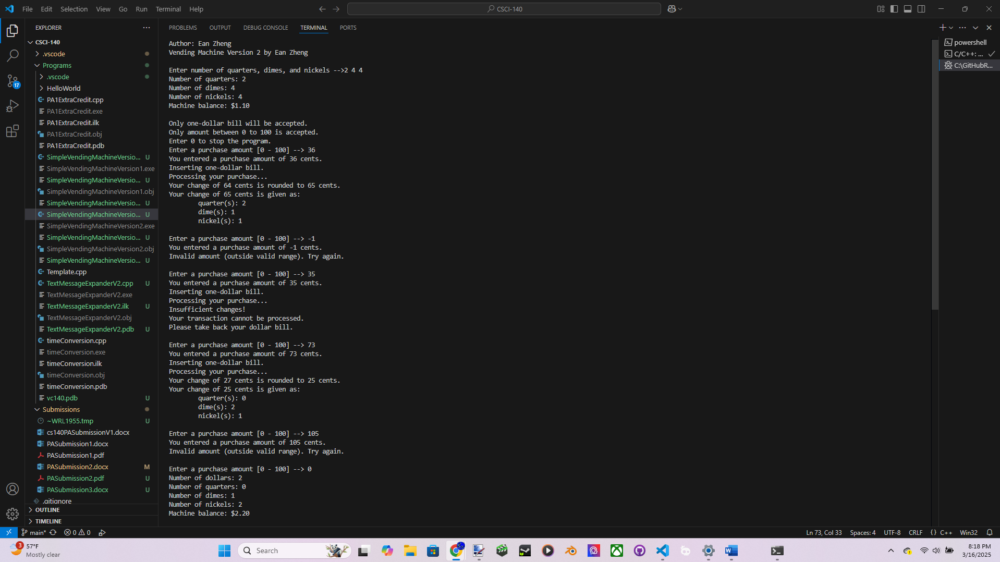 File Edit Selection View Go Run Terminal Help
CSCI-140
EXPLORER
CSCI-140
.vscode
Programs
.vscode
HelloWorld
PA1ExtraCredit.cpp
PA1ExtraCredit.exe
PA1ExtraCredit.ilk
PA1ExtraCredit.obj
PA1ExtraCredit.pdb
SimpleVendingMachineVersio... U
SimpleVendingMachineVersion1.exe
SimpleVendingMachineVersio... U
SimpleVendingMachineVersion1.obj
SimpleVendingMachineVersio... U
SimpleVendingMachineVersio... U
SimpleVendingMachineVersion2.exe
SimpleVendingMachineVersio... U
SimpleVendingMachineVersion2.obj
SimpleVendingMachineVersio... U
Template.cpp
TextMessageExpanderV2.cpp U
TextMessageExpanderV2.exe
TextMessageExpanderV2.ilk U
TextMessageExpanderV2.obj
TextMessageExpanderV2.pdb U
timeConversion.cpp
timeConversion.exe
timeConversion.ilk
timeConversion.obj
timeConversion.pdb
vc140.pdb U
Submissions
~WRL1955.tmp U
cs140PASubmissionV1.docx
PASubmission1.docx
PASubmission1.pdf
PASubmission2.docx M
PASubmission2.pdf U
PASubmission3.docx U
.gitignore
OUTLINE
TIMELINE
17
PROBLEMS OUTPUT DEBUG CONSOLE TERMINAL PORTS
Author: Ean Zheng
Vending Machine Version 2 by Ean Zheng
Enter number of quarters, dimes, and nickels -->2 4 4
Number of quarters: 2
Number of dimes: 4
Number of nickels: 4
Machine balance: $1.10
Only one-dollar bill will be accepted.
Only amount between 0 to 100 is accepted.
Enter 0 to stop the program.
Enter a purchase amount [0 - 100] --> 36
You entered a purchase amount of 36 cents.
Inserting one-dollar bill.
Processing your purchase...
Your change of 64 cents is rounded to 65 cents.
Your change of 65 cents is given as:
quarter(s): 2
dime(s): 1
nickel(s): 1
Enter a purchase amount [0 - 100] --> -1
You entered a purchase amount of -1 cents.
Invalid amount (outside valid range). Try again.
Enter a purchase amount [0 - 100] --> 35
You entered a purchase amount of 35 cents.
Inserting one-dollar bill.
Processing your purchase...
Insufficient changes!
Your transaction cannot be processed.
Please take back your dollar bill.
Enter a purchase amount [0 - 100] --> 73
You entered a purchase amount of 73 cents.
Inserting one-dollar bill.
Processing your purchase...
Your change of 27 cents is rounded to 25 cents.
Your change of 25 cents is given as:
quarter(s): 0
dime(s): 2
nickel(s): 1
Enter a purchase amount [0 - 100] --> 105
You entered a purchase amount of 105 cents.
Invalid amount (outside valid range). Try again.
Enter a purchase amount [0 - 100] --> 0
Number of dollars: 2
Number of quarters: 0
Number of dimes: 1
Number of nickels: 2
Machine balance: $2.20
powershell
C/C++: ...
C:\GitHubR...
main* 0 0
Ln 73, Col 33 Spaces: 4 UTF-8 CRLF {} C++ Win32
3
57°F
Mostly clear
Search
8:18 PM
3/16/2025